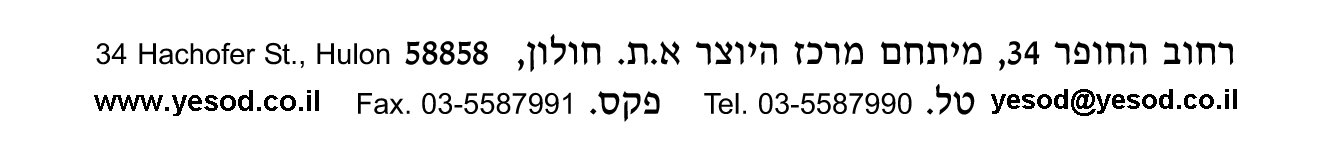 רחוב החופר 34, מיתחם מרכז היוצר א.ת. חולון, 58858 34 Hachofer St., Hulon
yesod@yesod.co.il טל. Tel. 03-5587990 פקס. Fax. 03-5587991 www.yesod.co.il